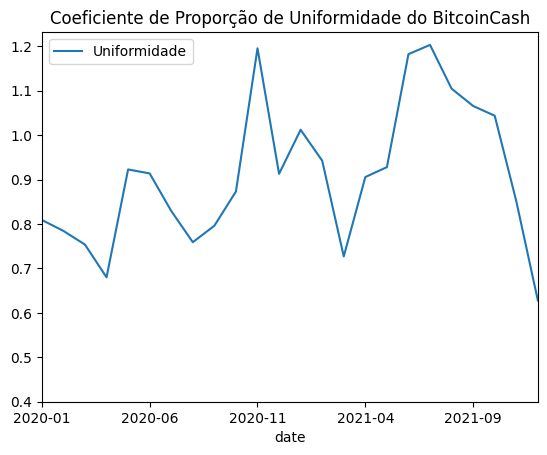 Coeficiente de Proporção de Uniformidade do BitcoinCash
Uniformidade
1.2
1.1
1.0
0.9
0.8
0.7
0.6
0.5
0.4
2020-01 2020-06 2020-11 2021-04 2021-09
date